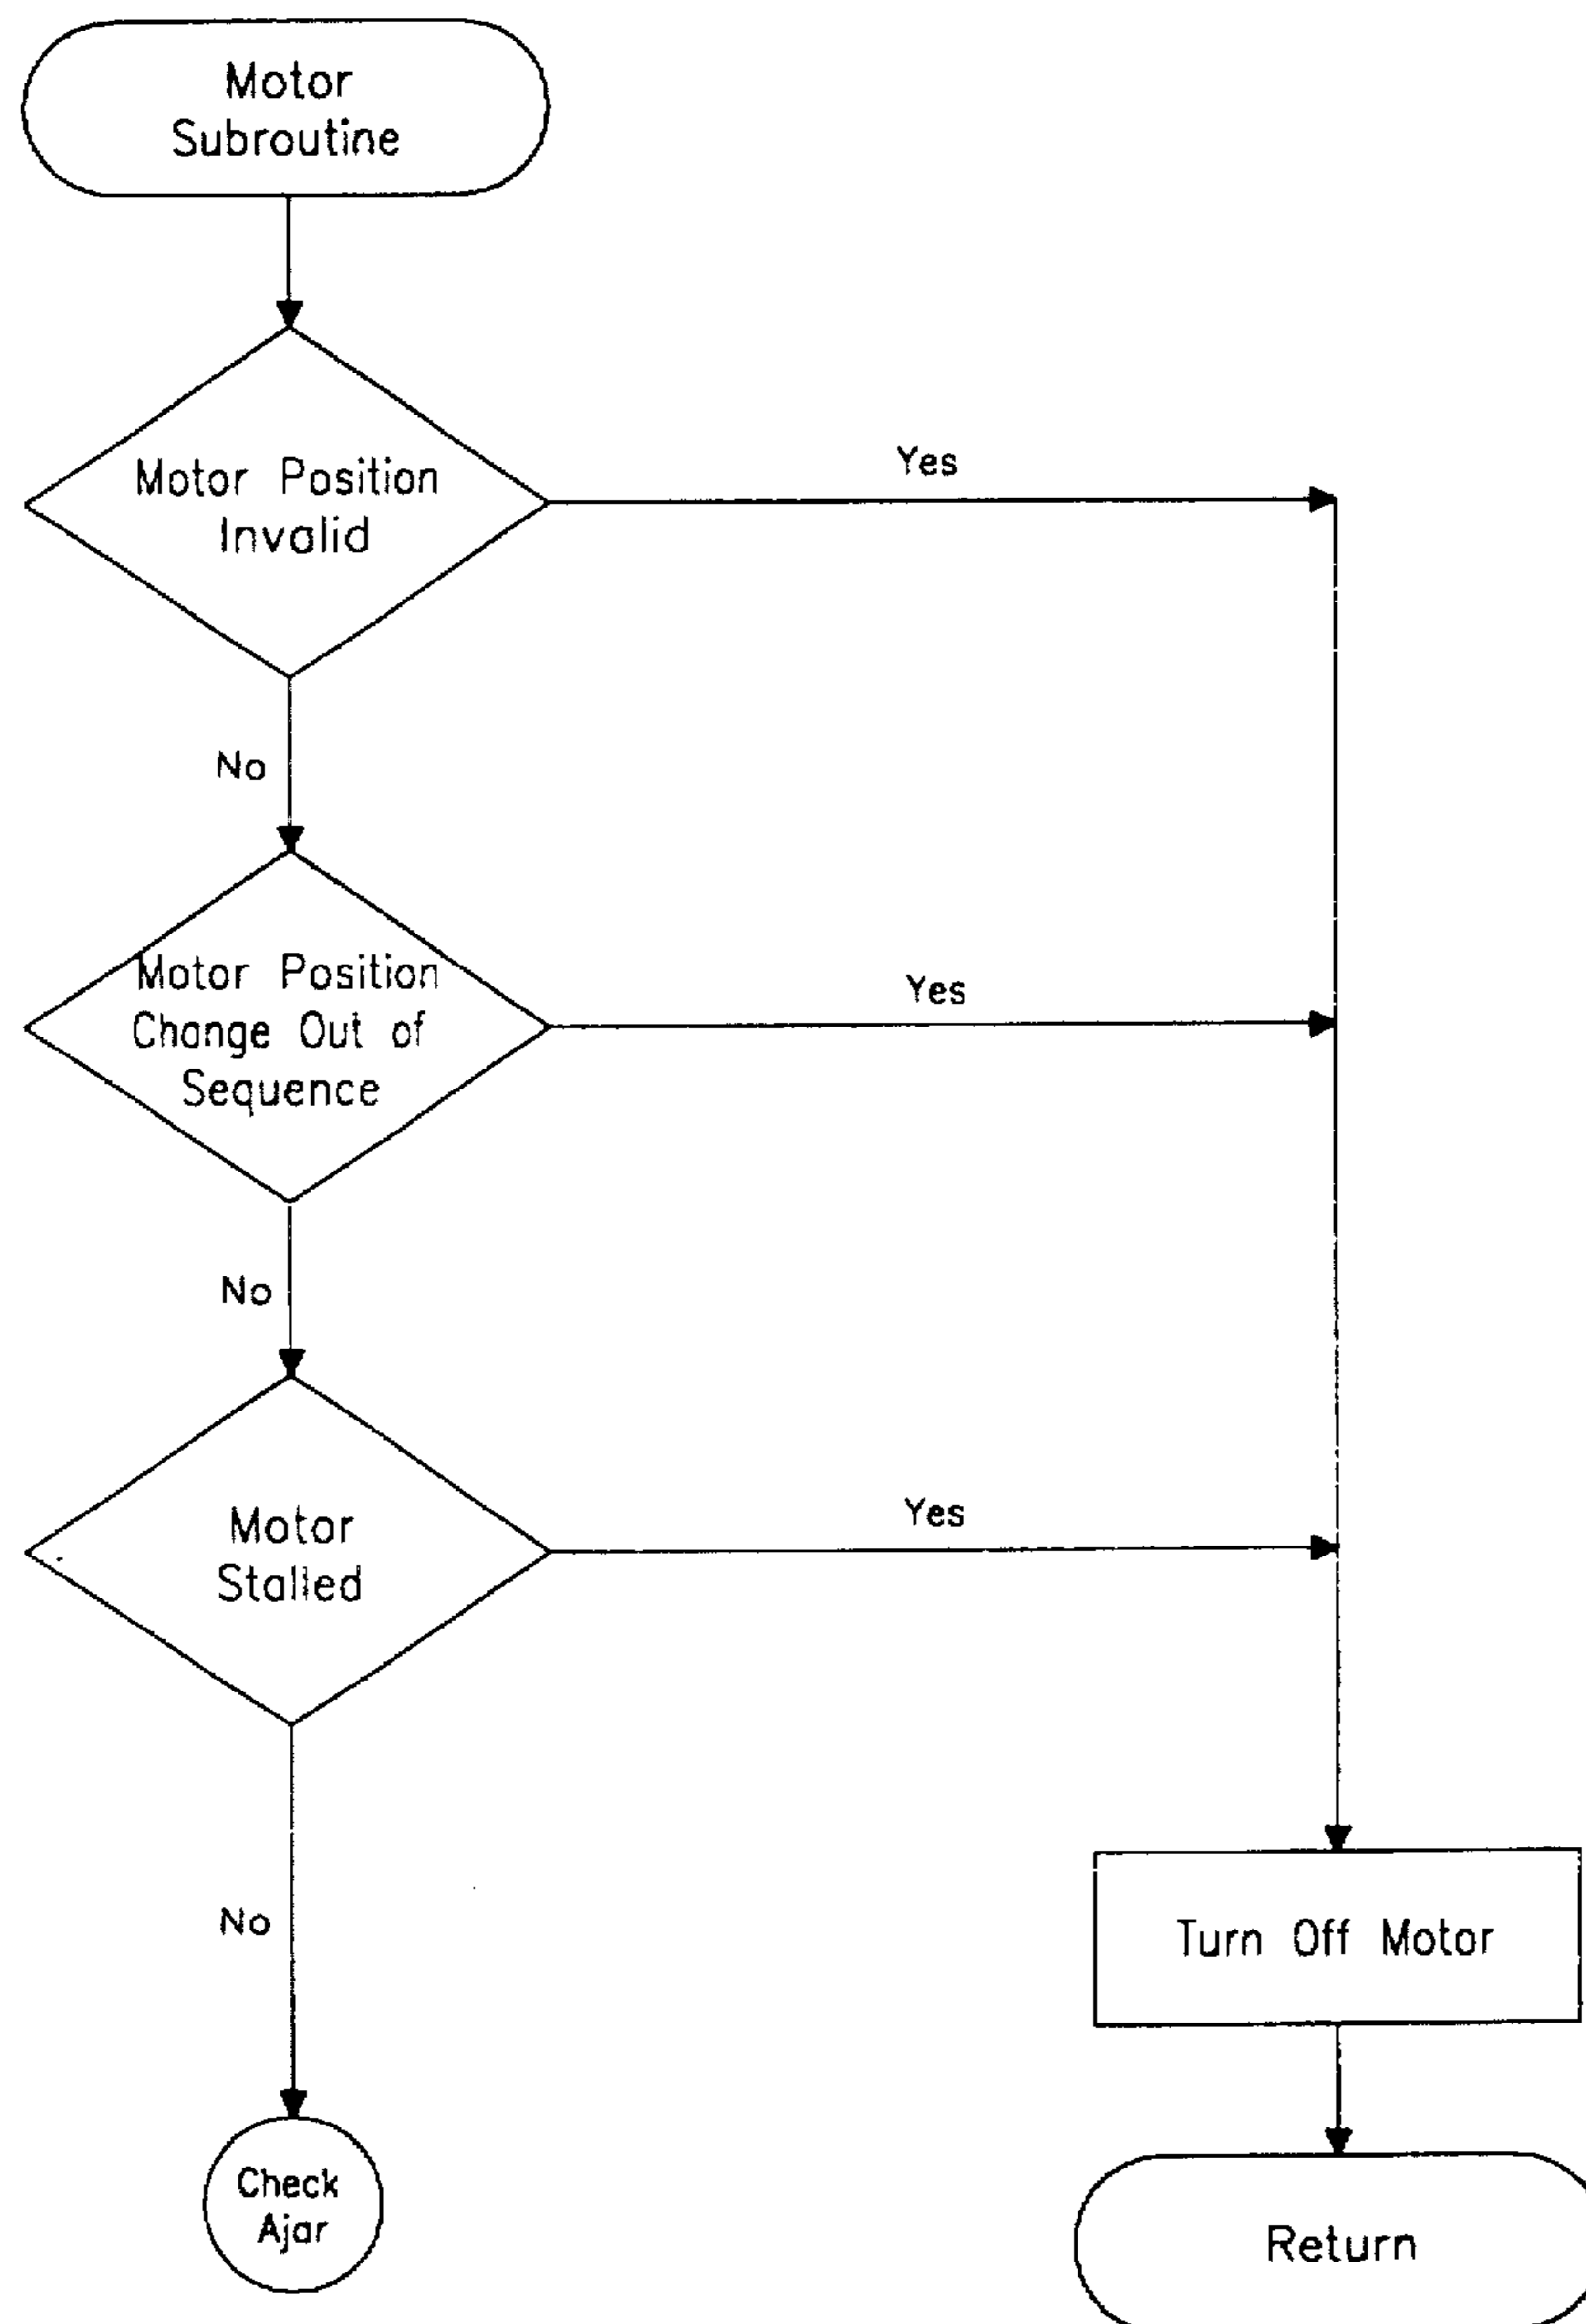 Motor
Subroutine
Motor Position
Invalid
Yes
No
Motor Position
Change Out of
Sequence
Yes
No
Motor
Stalled
Yes
No
Turn Off Motor
Check
Ajar
Return